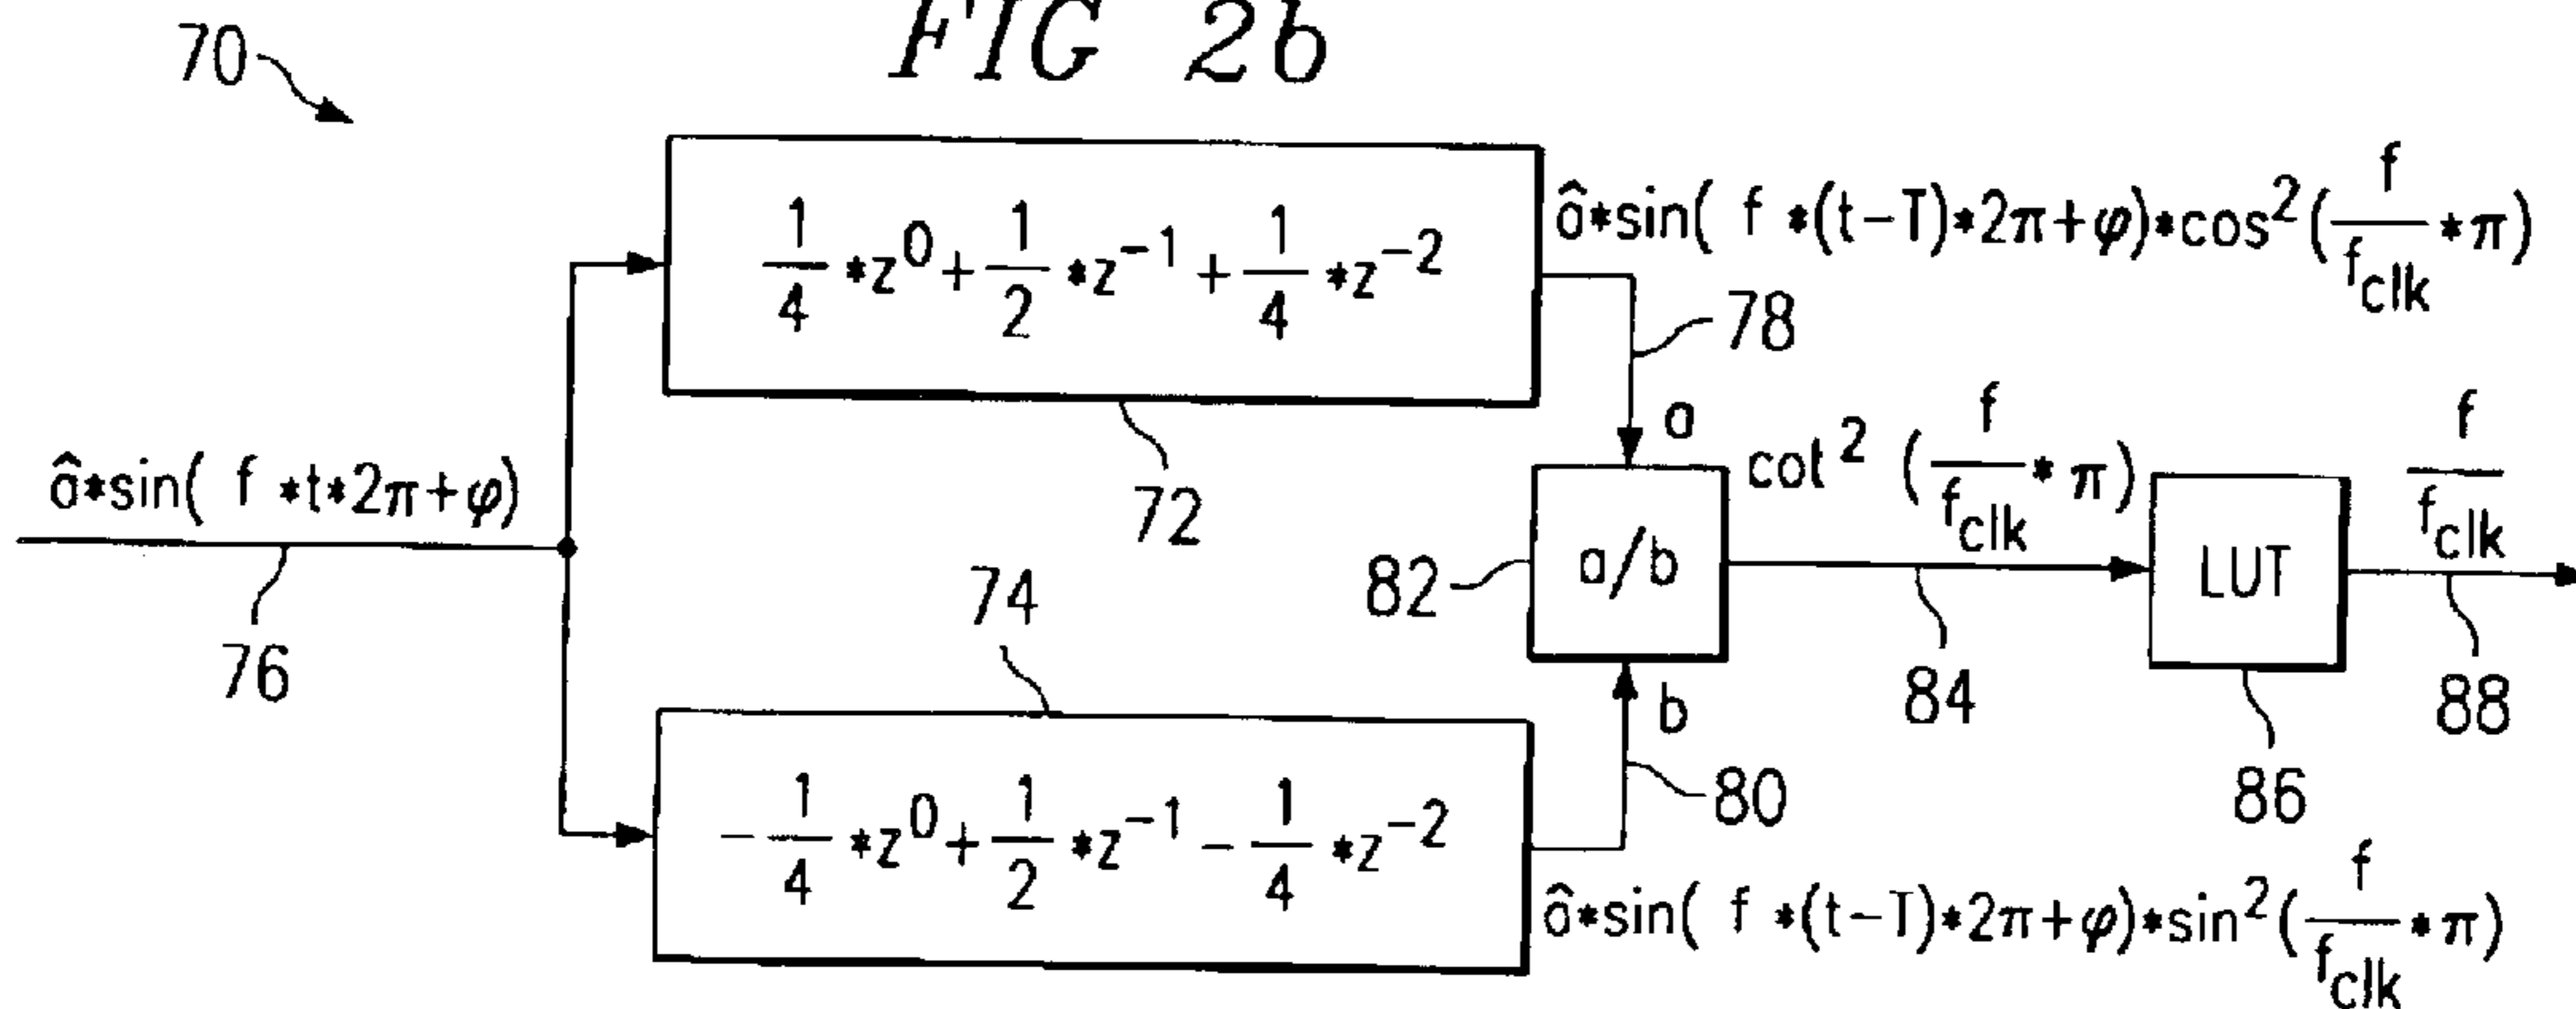 FIG 2b
70
1/4 *z^0 + 1/2 *z^-1 + 1/4 *z^-2
â*sin( f *(t-T)*2π+φ)*cos^2(f/f_clk *π)
78
72
a
â*sin( f *t*2π+φ)
76
cot^2 (f/f_clk * π)
f/f_clk
82
a/b
LUT
84
88
86
74
b
80
-1/4 *z^0 + 1/2 *z^-1 - 1/4 *z^-2
â*sin( f *(t-T)*2π+φ)*sin^2(f/f_clk *π)